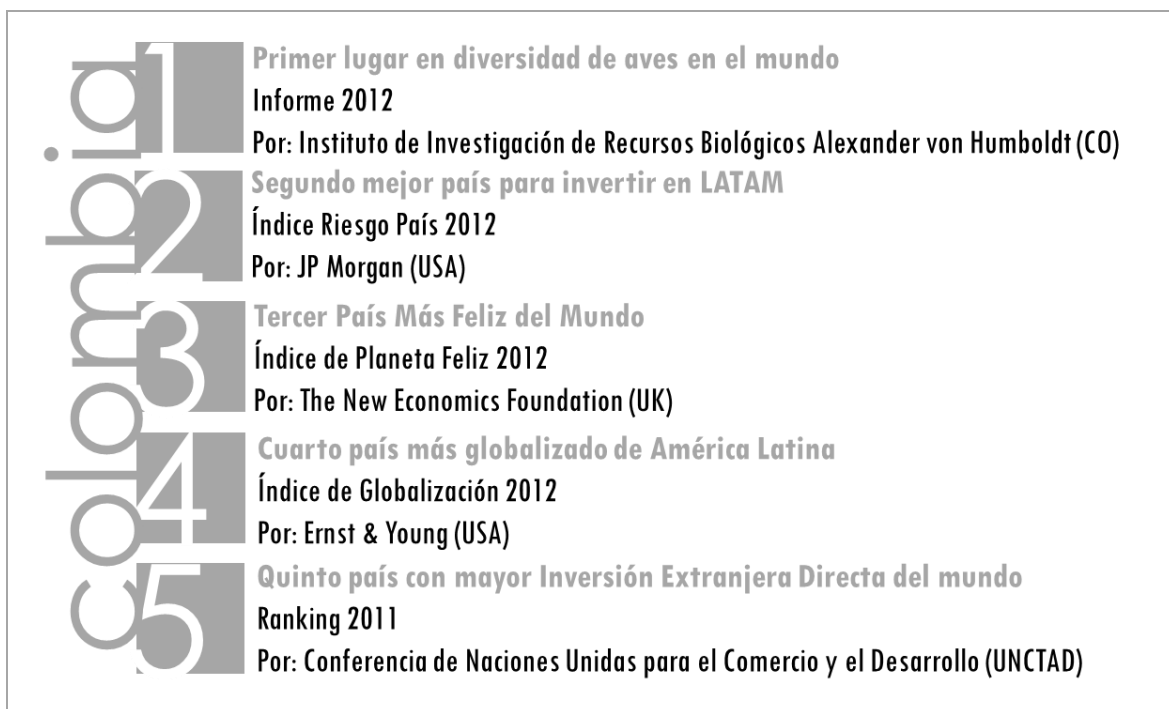 colombia
1
Primer lugar en diversidad de aves en el mundo
Informe 2012
Por: Instituto de Investigación de Recursos Biológicos Alexander von Humboldt (CO)
2
Segundo mejor país para invertir en LATAM
Índice Riesgo País 2012
Por: JP Morgan (USA)
3
Tercer País Más Feliz del Mundo
Índice de Planeta Feliz 2012
Por: The New Economics Foundation (UK)
4
Cuarto país más globalizado de América Latina
Índice de Globalización 2012
Por: Ernst & Young (USA)
5
Quinto país con mayor Inversión Extranjera Directa del mundo
Ranking 2011
Por: Conferencia de Naciones Unidas para el Comercio y el Desarrollo (UNCTAD)